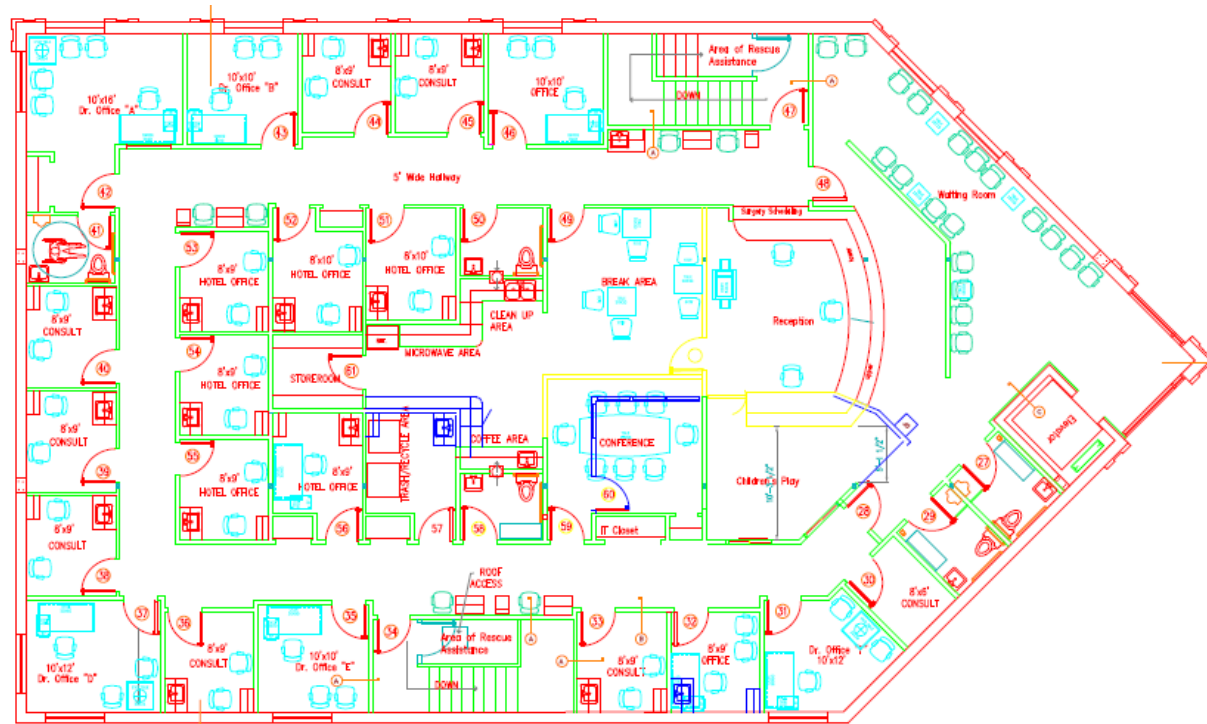 10'x16'
Dr. Office "A"
10'x10'
Dr. Office "B"
8'x9'
CONSULT
8'x9'
CONSULT
10'x10'
OFFICE
Area of Rescue
Assistance
DOWN
A
A
43
44
45
46
47
42
5' Wide Hallway
48
Waiting Room
41
52
51
50
49
Surgery Scheduling
53
8'x9'
HOTEL OFFICE
8'x10'
HOTEL OFFICE
8'x10'
HOTEL OFFICE
BREAK AREA
8'x9'
CONSULT
CLEAN UP
AREA
Reception
40
54
MICROWAVE AREA
8'x9'
HOTEL OFFICE
STOREROOM
61
8'x9'
CONSULT
39
55
8'x9'
HOTEL OFFICE
8'x9'
HOTEL OFFICE
TRASH/RECYCLE AREA
COFFEE AREA
CONFERENCE
Children's Play
C
Elevator
27
28
29
8'x9'
CONSULT
38
56
57
58
59
60
IT Closet
30
8'x6'
CONSULT
ROOF
ACCESS
37
36
35
34
33
32
31
10'x12'
Dr. Office "D"
8'x9'
CONSULT
10'x10'
Dr. Office "E"
Area of Rescue
Assistance
DOWN
A
A
A
B
8'x9'
CONSULT
8'x9'
OFFICE
Dr. Office
10'x12'